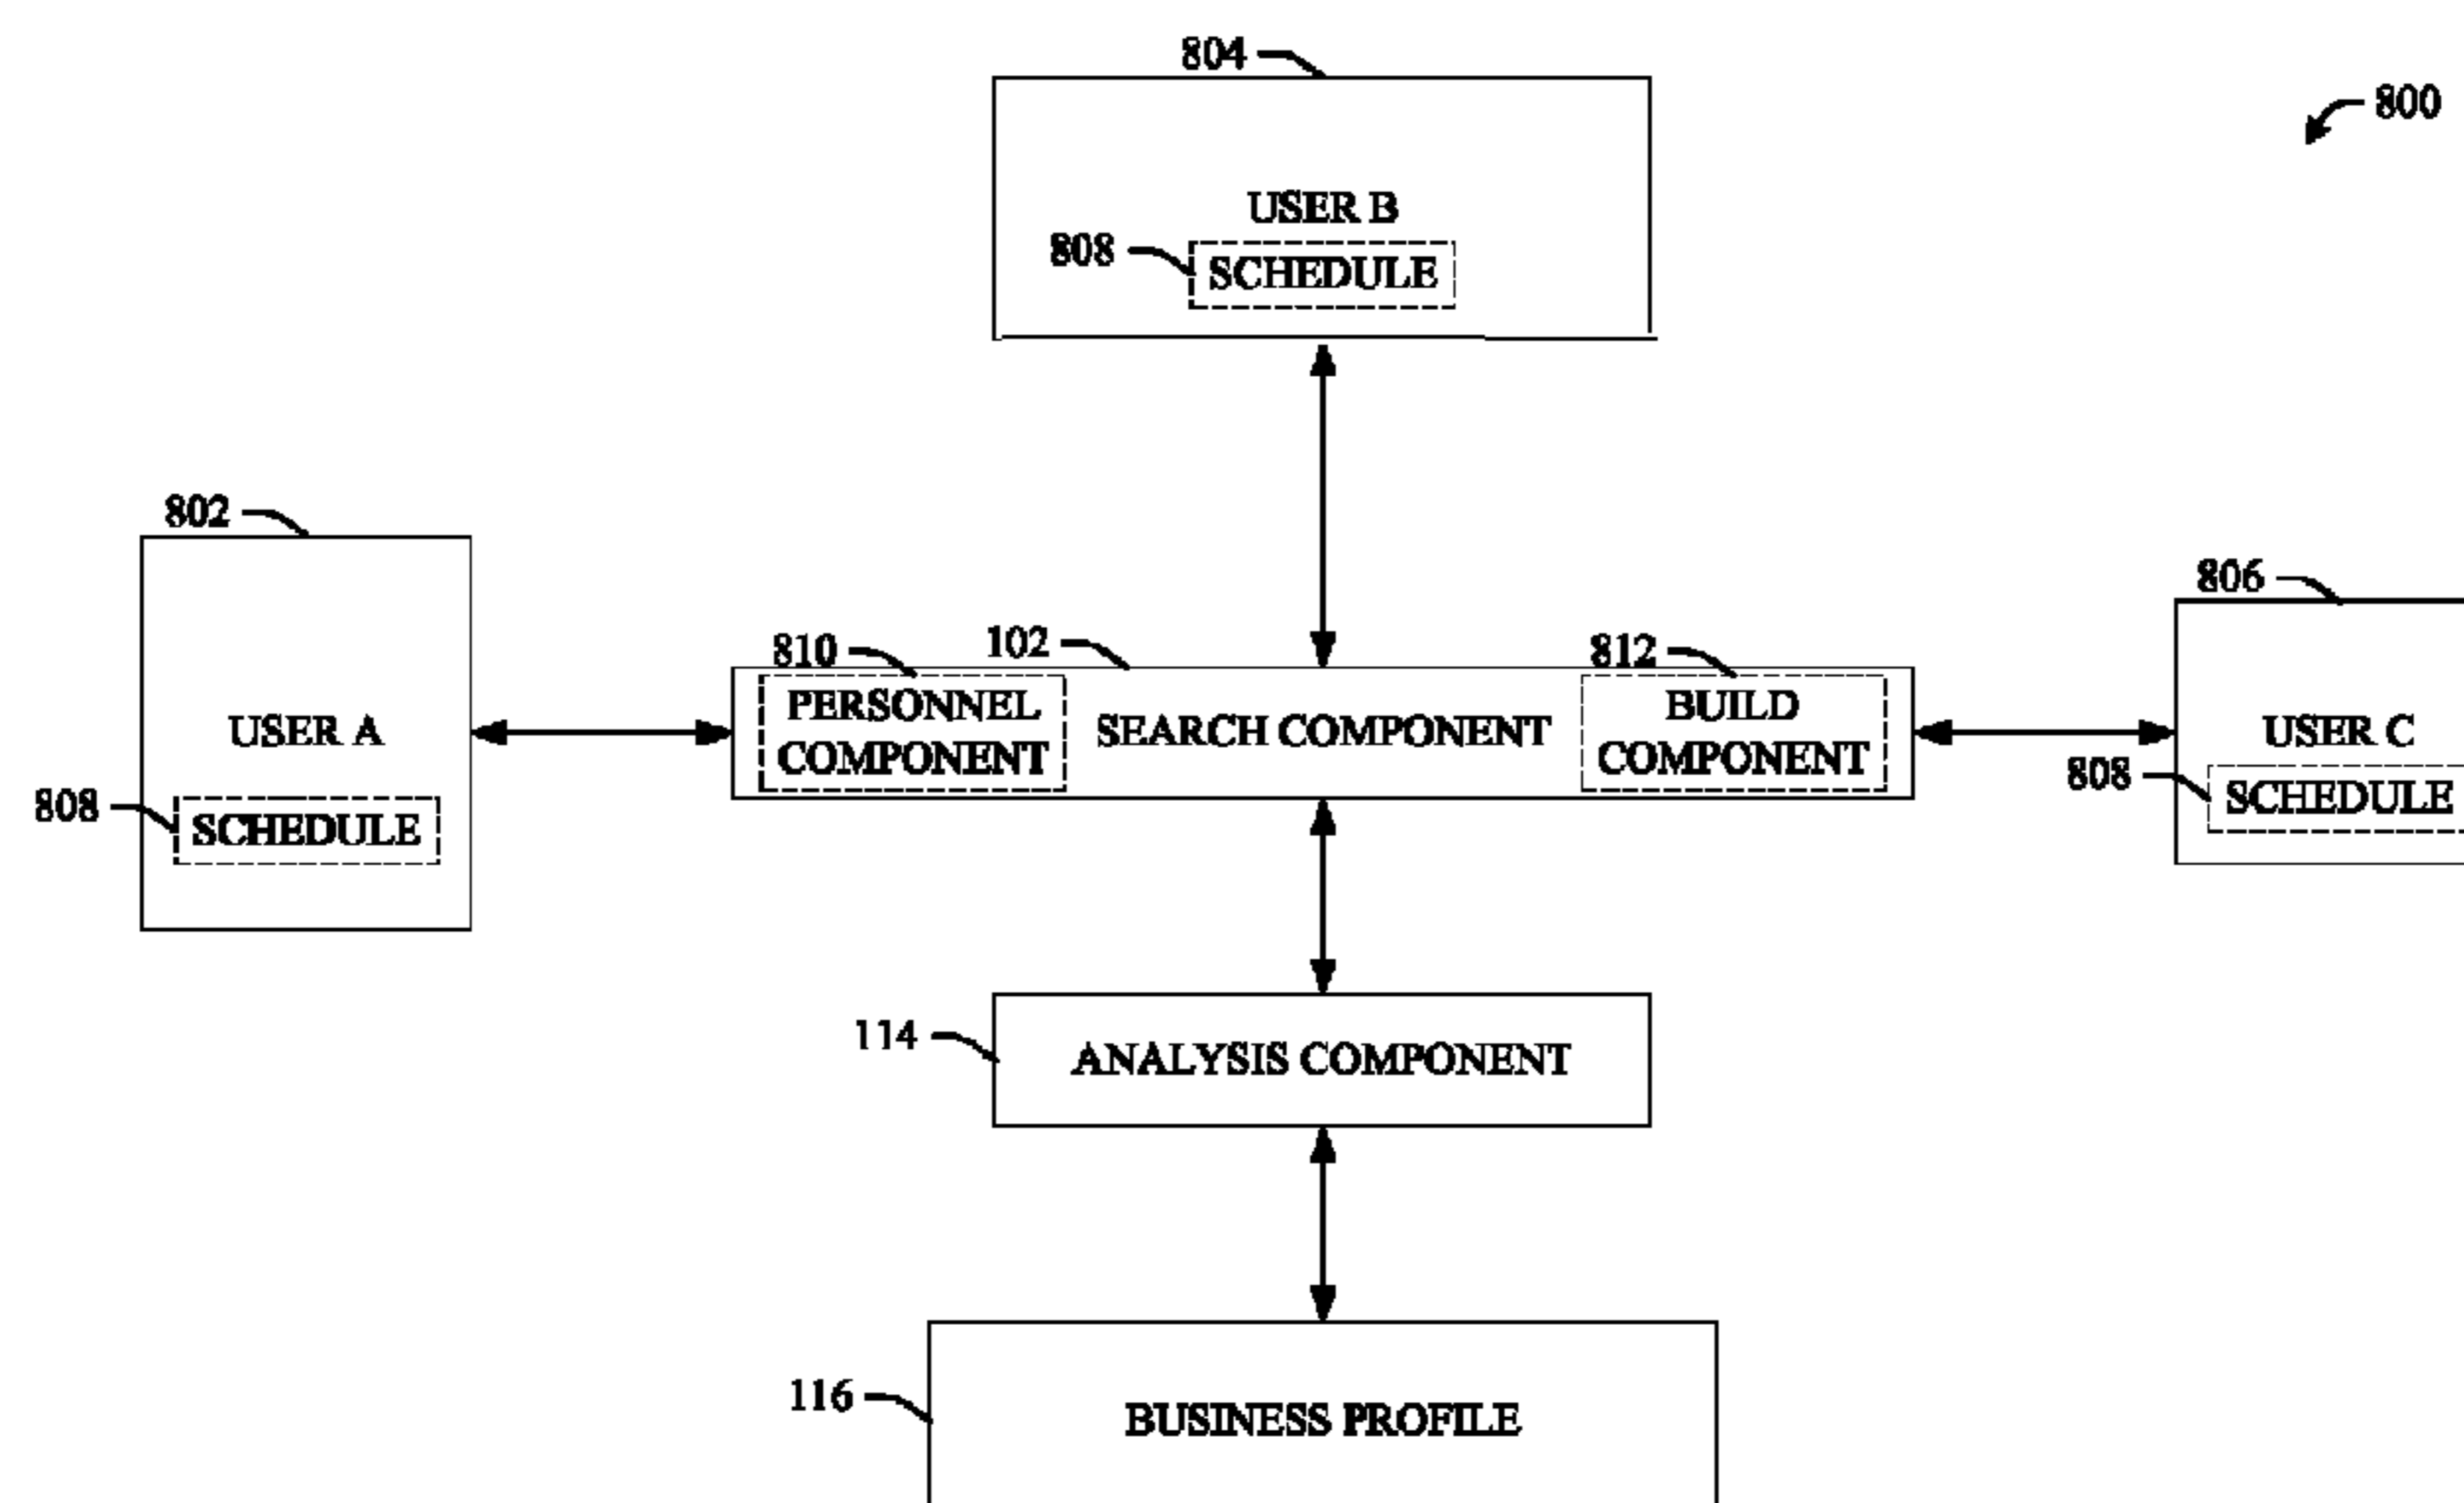 804
800
USER B
808
SCHEDULE
802
806
810
102
812
PERSONNEL
COMPONENT
SEARCH COMPONENT
BUILD
COMPONENT
USER A
USER C
808
SCHEDULE
808
SCHEDULE
114
ANALYSIS COMPONENT
116
BUSINESS PROFILE